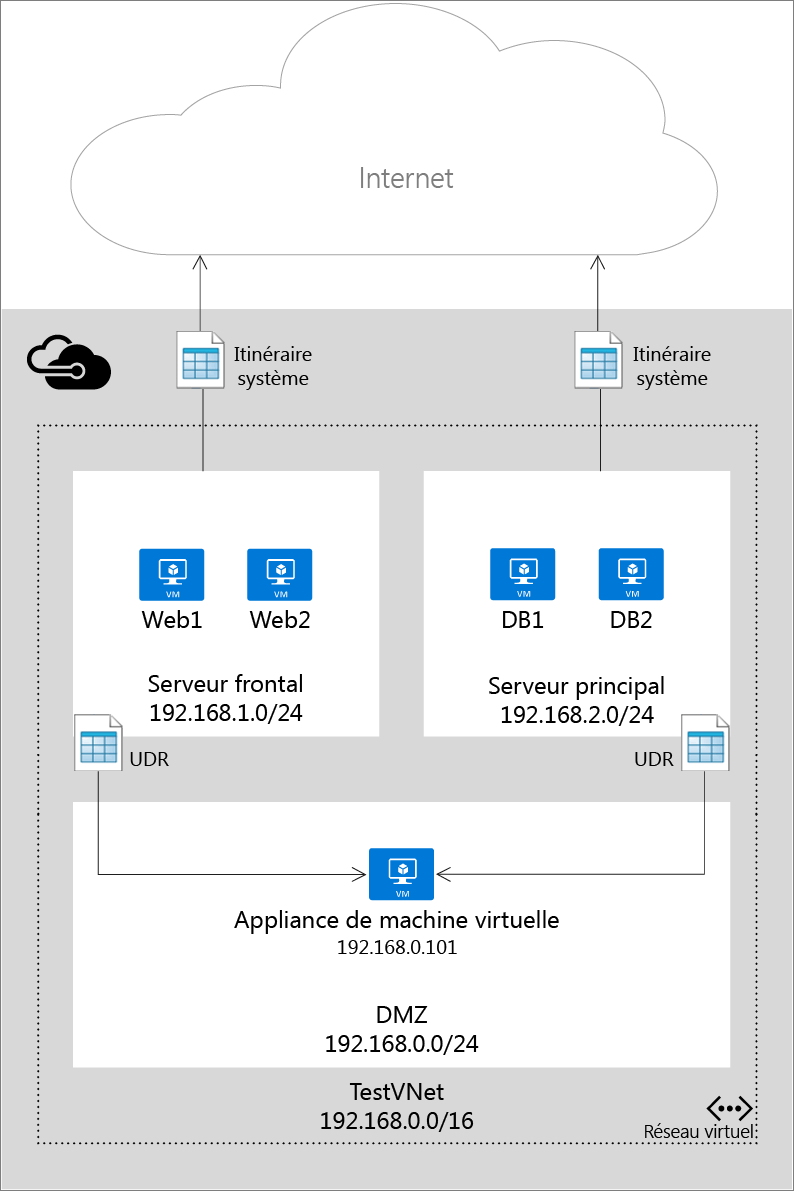 Internet
Itinéraire
système
Itinéraire
système
VM
VM
Web1
Web2
VM
VM
DB1
DB2
Serveur frontal
192.168.1.0/24
Serveur principal
192.168.2.0/24
UDR
UDR
VM
Appliance de machine virtuelle
192.168.0.101
DMZ
192.168.0.0/24
TestVNet
192.168.0.0/16
Réseau virtuel